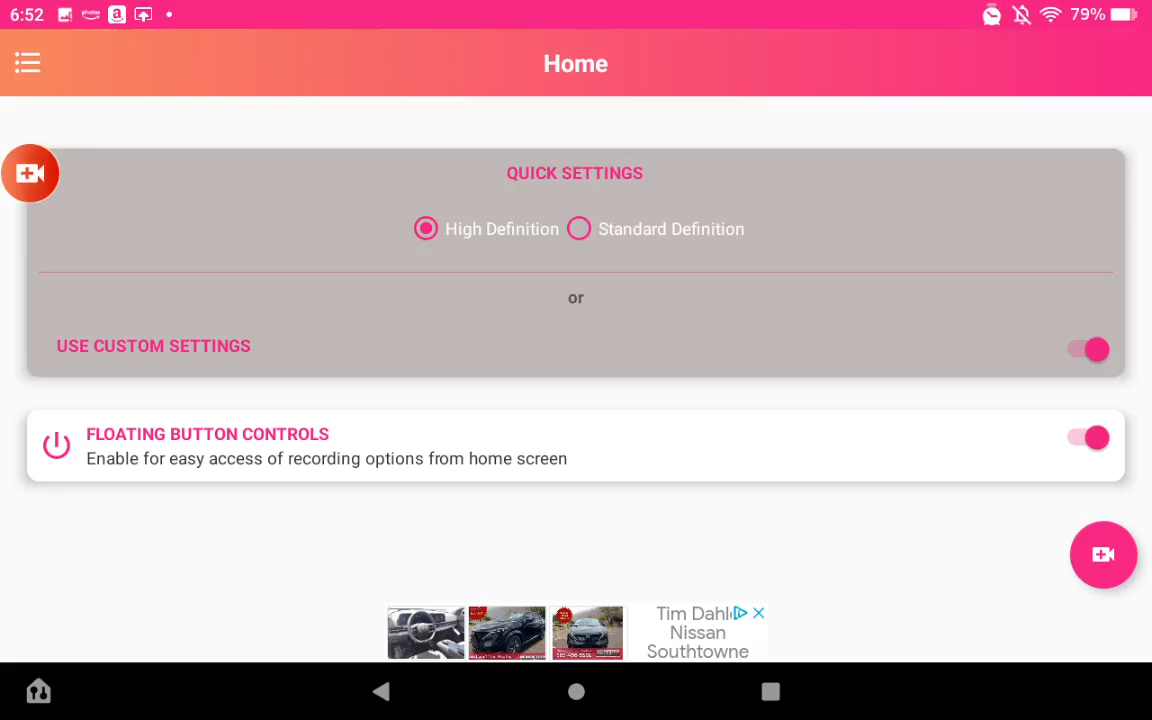 6:52
79%
Home
QUICK SETTINGS
High Definition
Standard Definition
or
USE CUSTOM SETTINGS
FLOATING BUTTON CONTROLS
Enable for easy access of recording options from home screen
Tim Dahl
Nissan
Southtowne